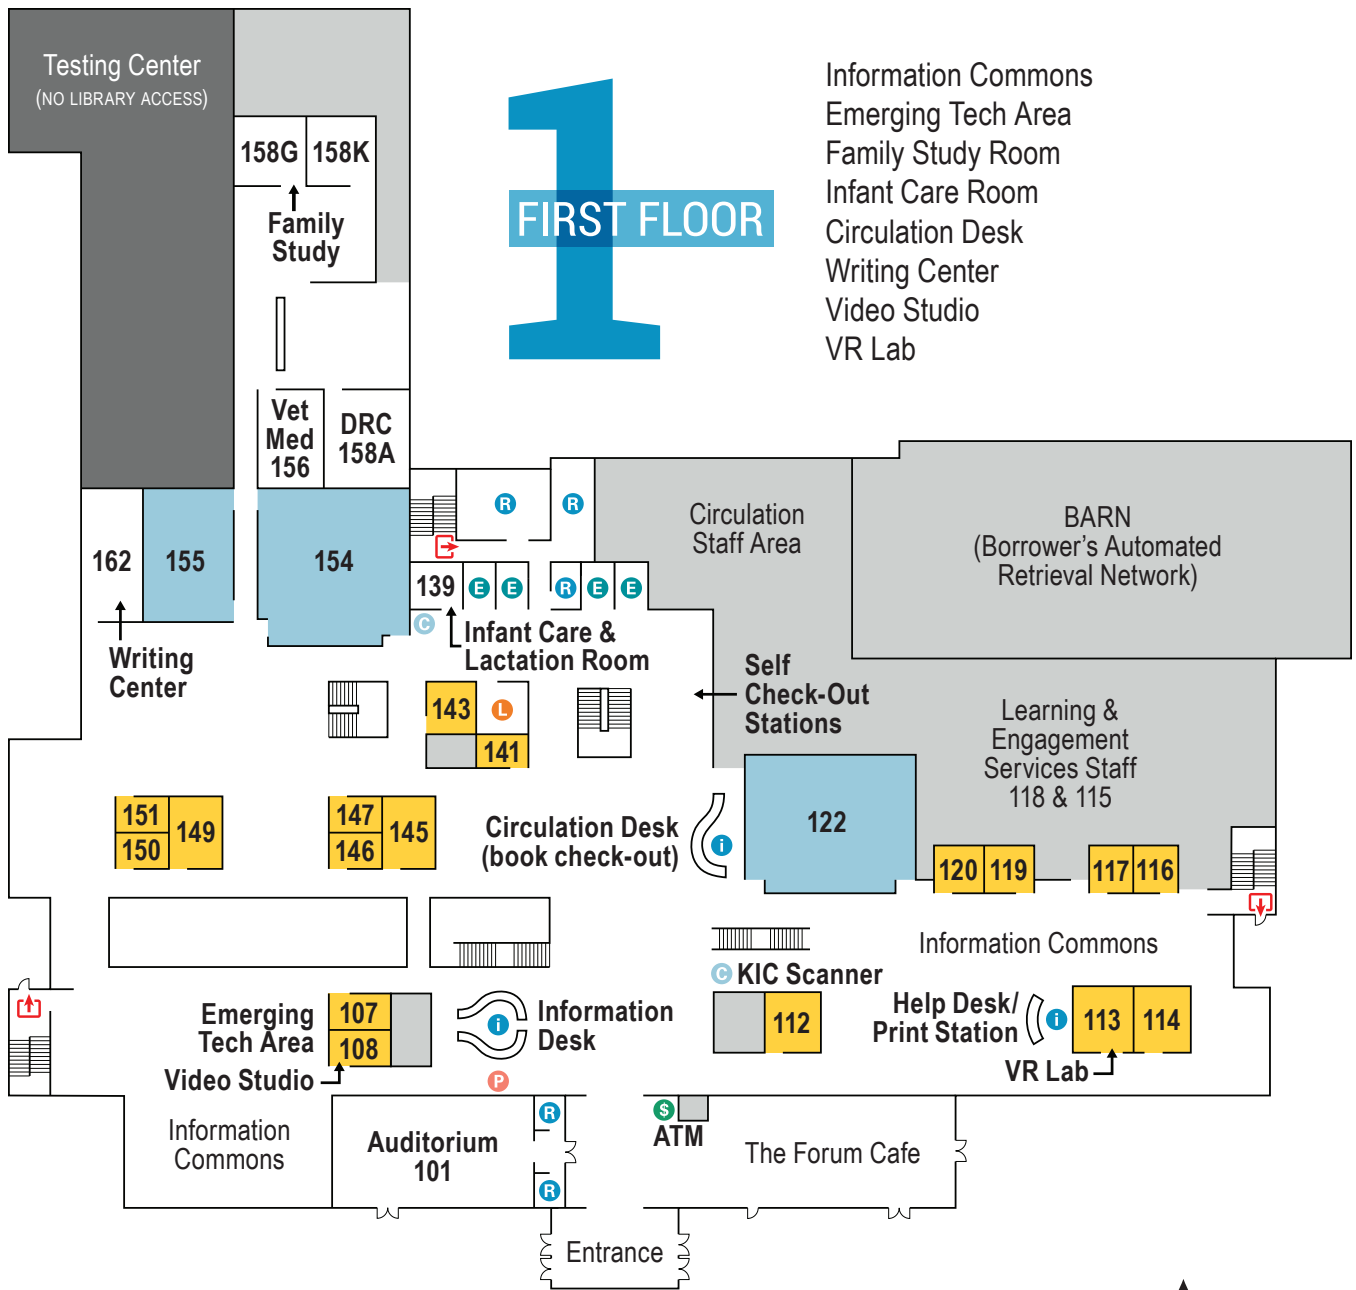 Testing Center
(NO LIBRARY ACCESS)
158G
158K
Family
Study
1
FIRST FLOOR
Information Commons
Emerging Tech Area
Family Study Room
Infant Care Room
Circulation Desk
Writing Center
Video Studio
VR Lab
Vet
Med
156
DRC
158A
R
R
Circulation
Staff Area
BARN
(Borrower's Automated
Retrieval Network)
162
155
154
139
E
E
R
E
E
C
Infant Care &
Lactation Room
Writing
Center
Self
Check-Out
Stations
143
L
141
Learning &
Engagement
Services Staff
118 & 115
151
150
149
147
146
145
Circulation Desk
(book check-out)
i
122
120
119
117
116
Information Commons
C KIC Scanner
Emerging
Tech Area
107
108
Video Studio
i
Information
Desk
P
112
Help Desk/
Print Station
i
113
114
VR Lab
Information
Commons
Auditorium
101
R
R
$
ATM
The Forum Cafe
Entrance